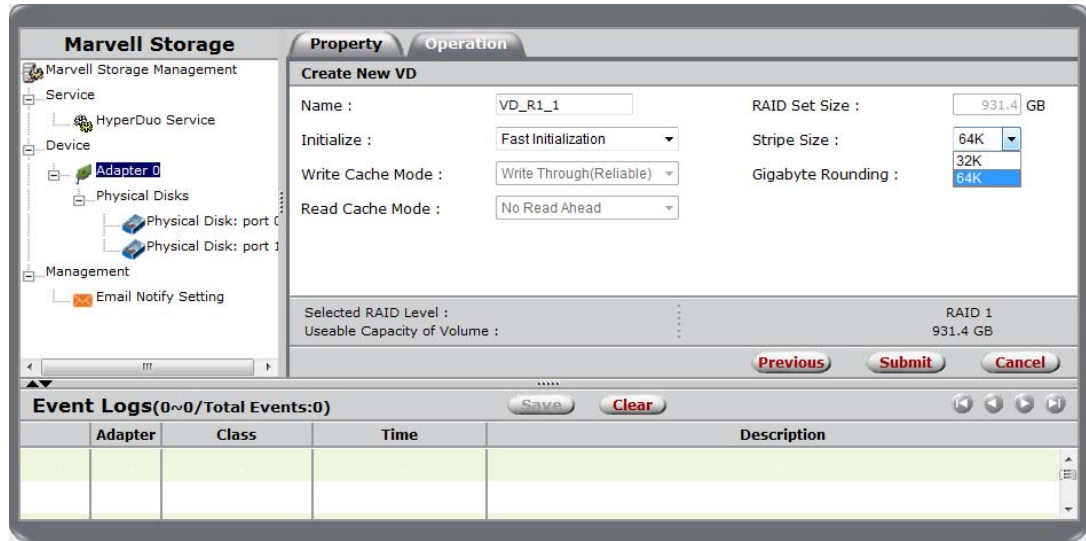 Marvell Storage
Marvell Storage Management
Service
HyperDuo Service
Device
Adapter 0
Physical Disks
Physical Disk: port 0
Physical Disk: port 1
Management
Email Notify Setting
Property Operation
Create New VD
Name : VD_R1_1 RAID Set Size : 931.4 GB
Initialize : Fast Initialization Stripe Size : 64K
32K
64K
Write Cache Mode : Write Through(Reliable) Gigabyte Rounding :
Read Cache Mode : No Read Ahead
Selected RAID Level : RAID 1
Useable Capacity of Volume : 931.4 GB
Previous Submit Cancel
Event Logs(0~0/Total Events:0) Save Clear
Adapter Class Time Description